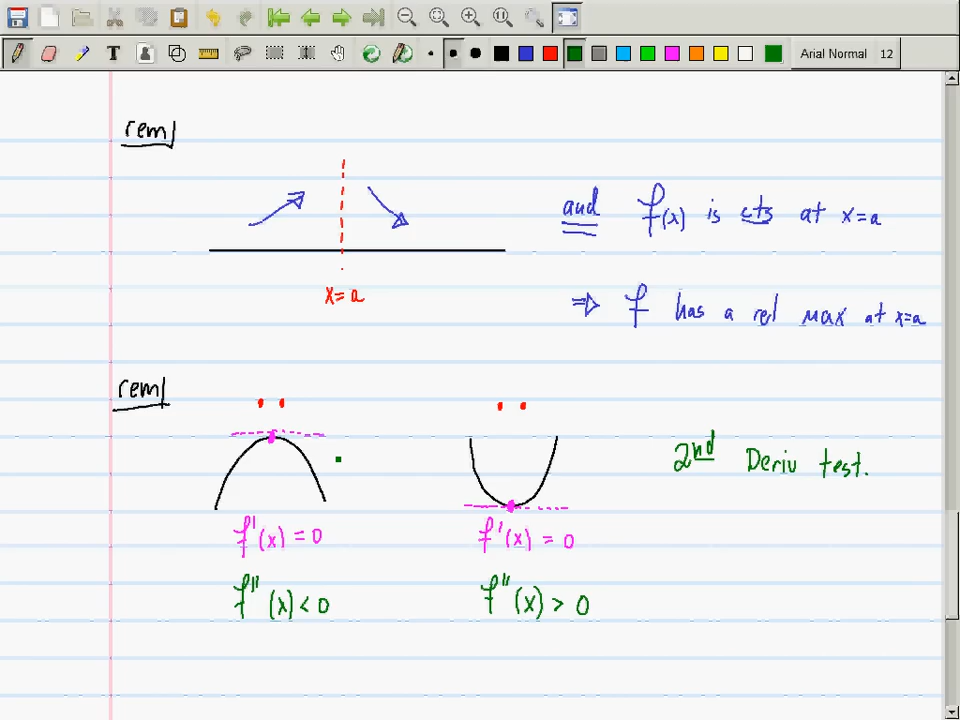 Arial Normal 12
rem
and f(x) is cts at x=a
x=a
⇒ f has a rel max at x=a
rem
2nd Deriv test.
f'(x) = 0 f'(x) = 0
f''(x) < 0 f''(x) > 0